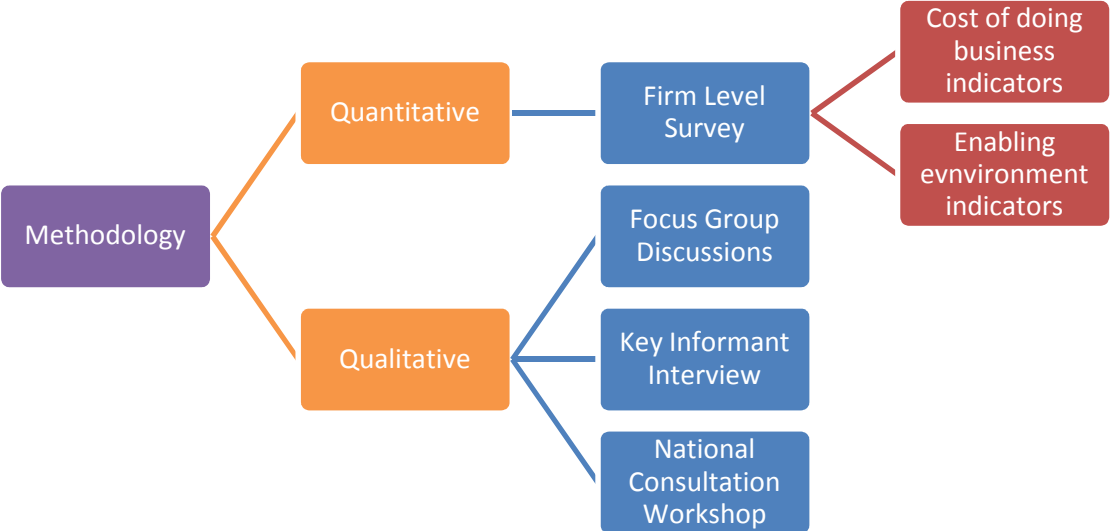 Methodology
Quantitative
Firm Level
Survey
Cost of doing
business
indicators
Enabling
evnvironment
indicators
Qualitative
Focus Group
Discussions
Key Informant
Interview
National
Consultation
Workshop